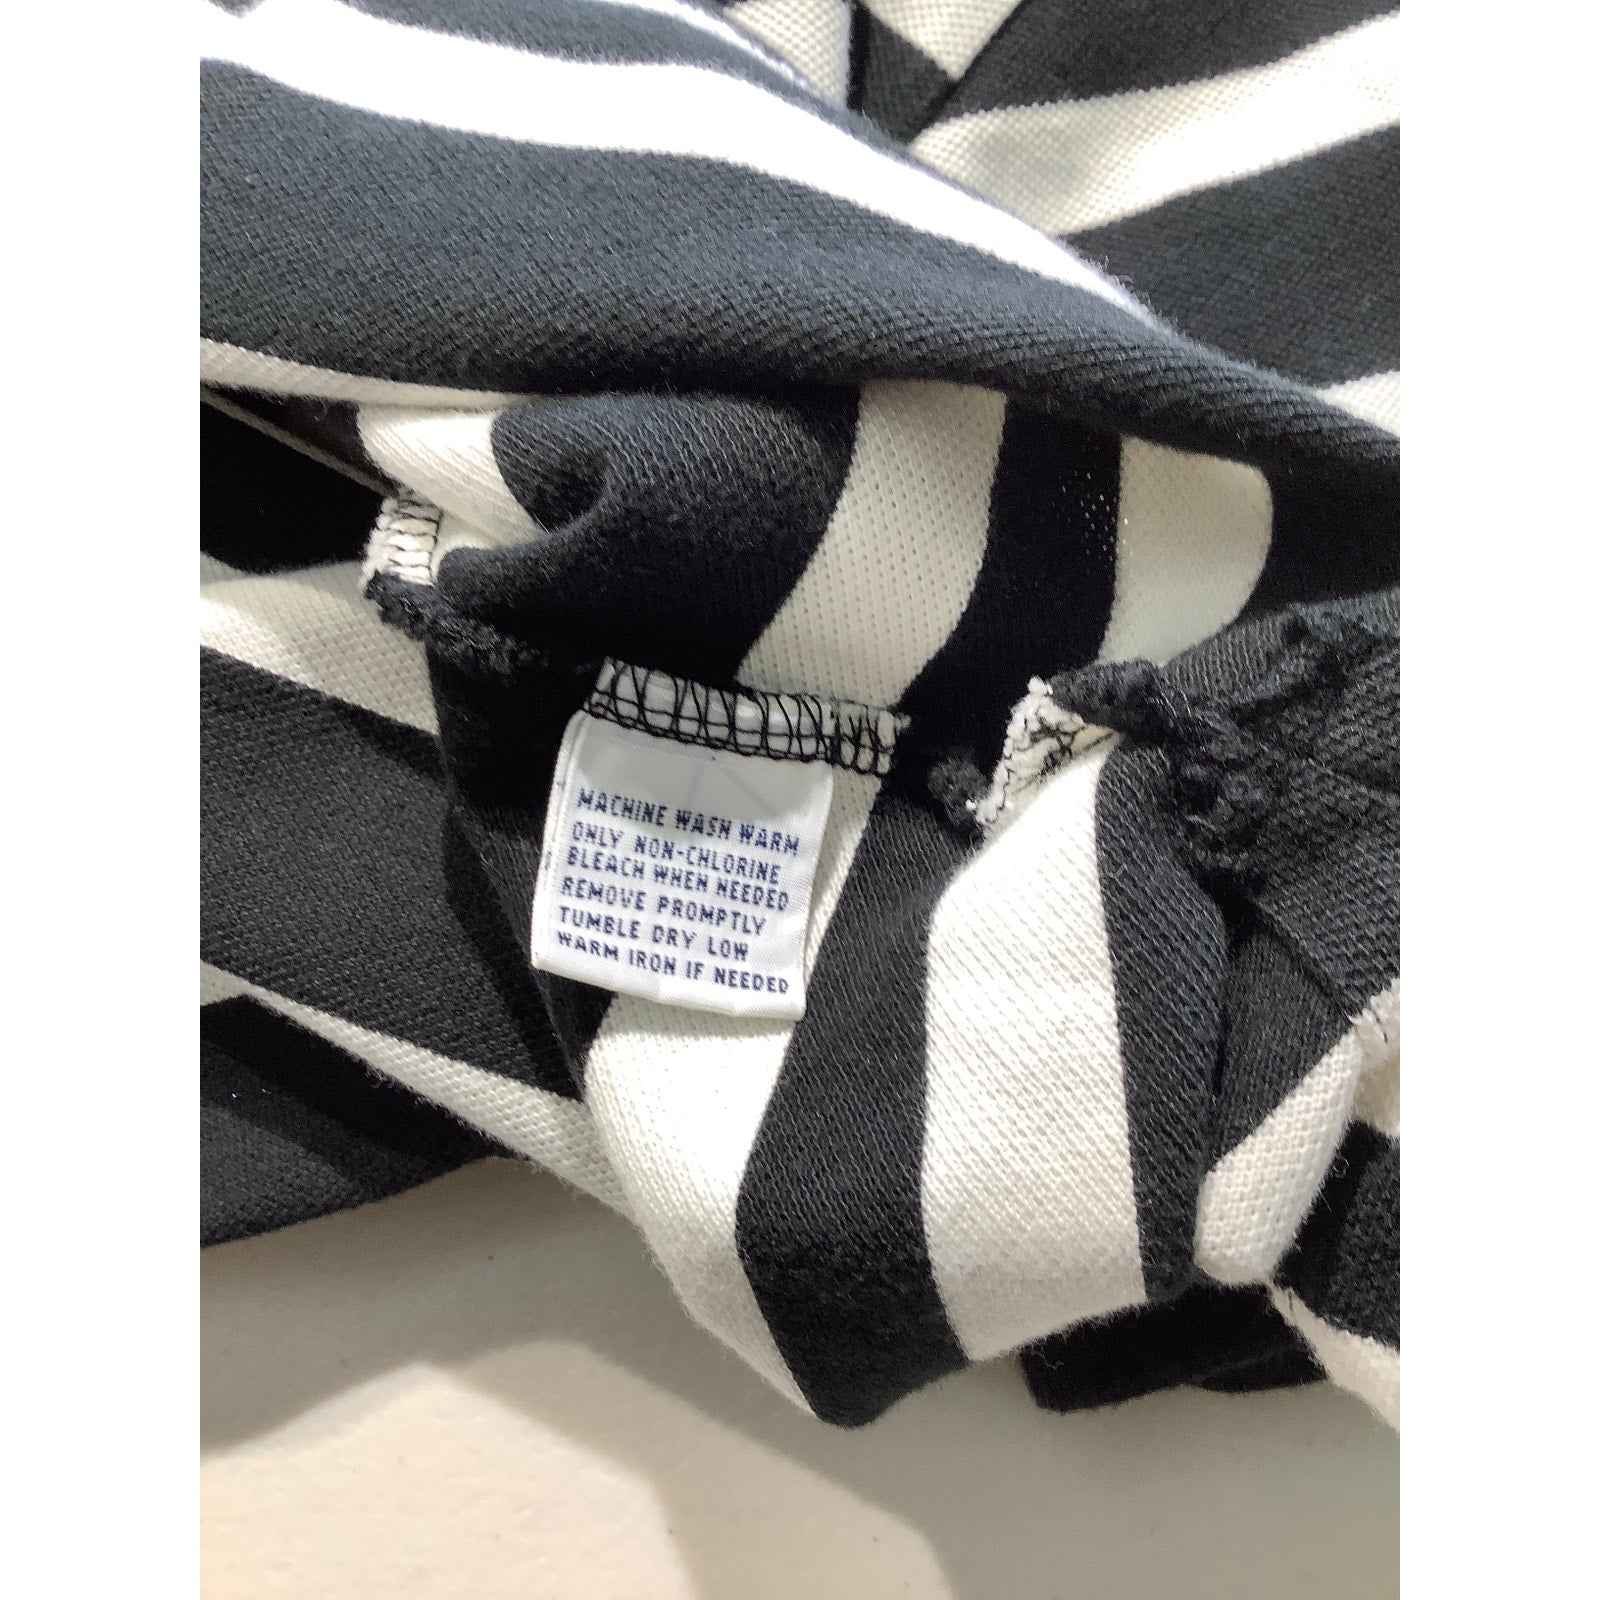 MACHINE WASH WARM
ONLY NON-CHLORINE
BLEACH WHEN NEEDED
REMOVE PROMPTLY
TUMBLE DRY LOW
WARM IRON IF NEEDED